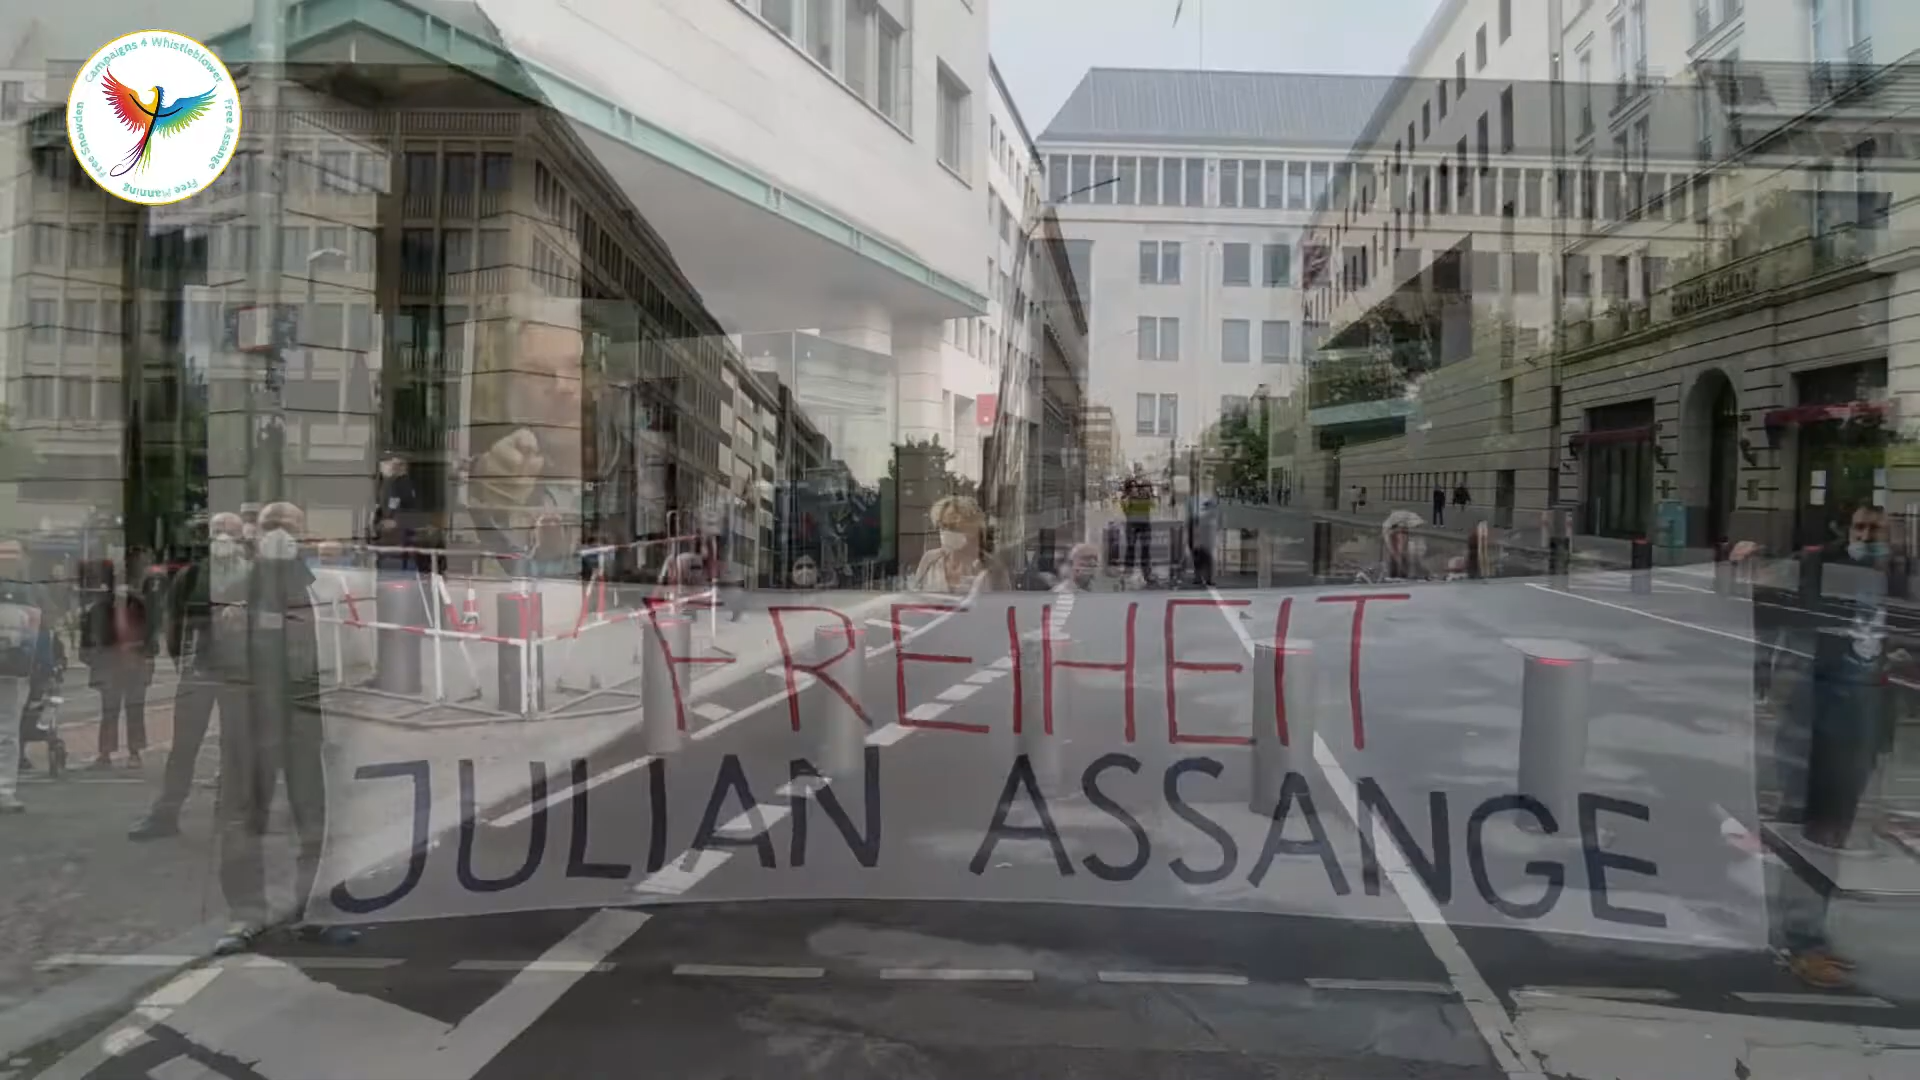 Campaigns 4 Whistleblower
Free Assange
Free Manning
Free Snowden
FREIHEIT
JULIAN ASSANGE